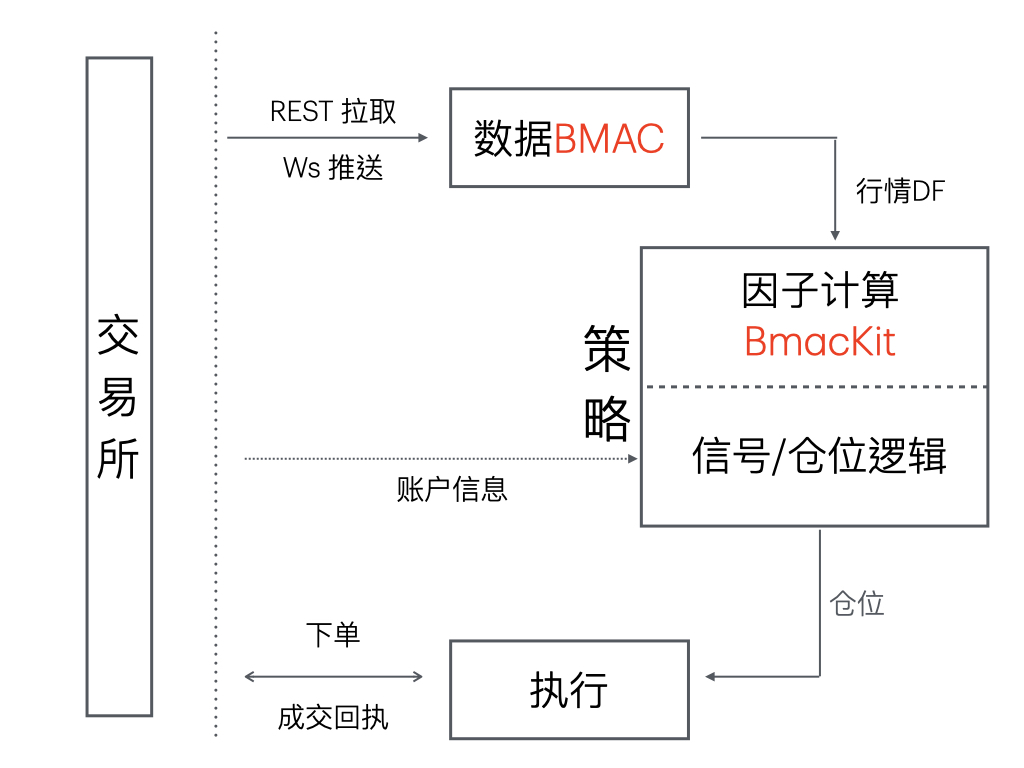 REST 拉取
Ws 推送
数据BMAC
行情DF
交易所
策略
因子计算
BmacKit
信号/仓位逻辑
账户信息
仓位
下单
成交回执
执行